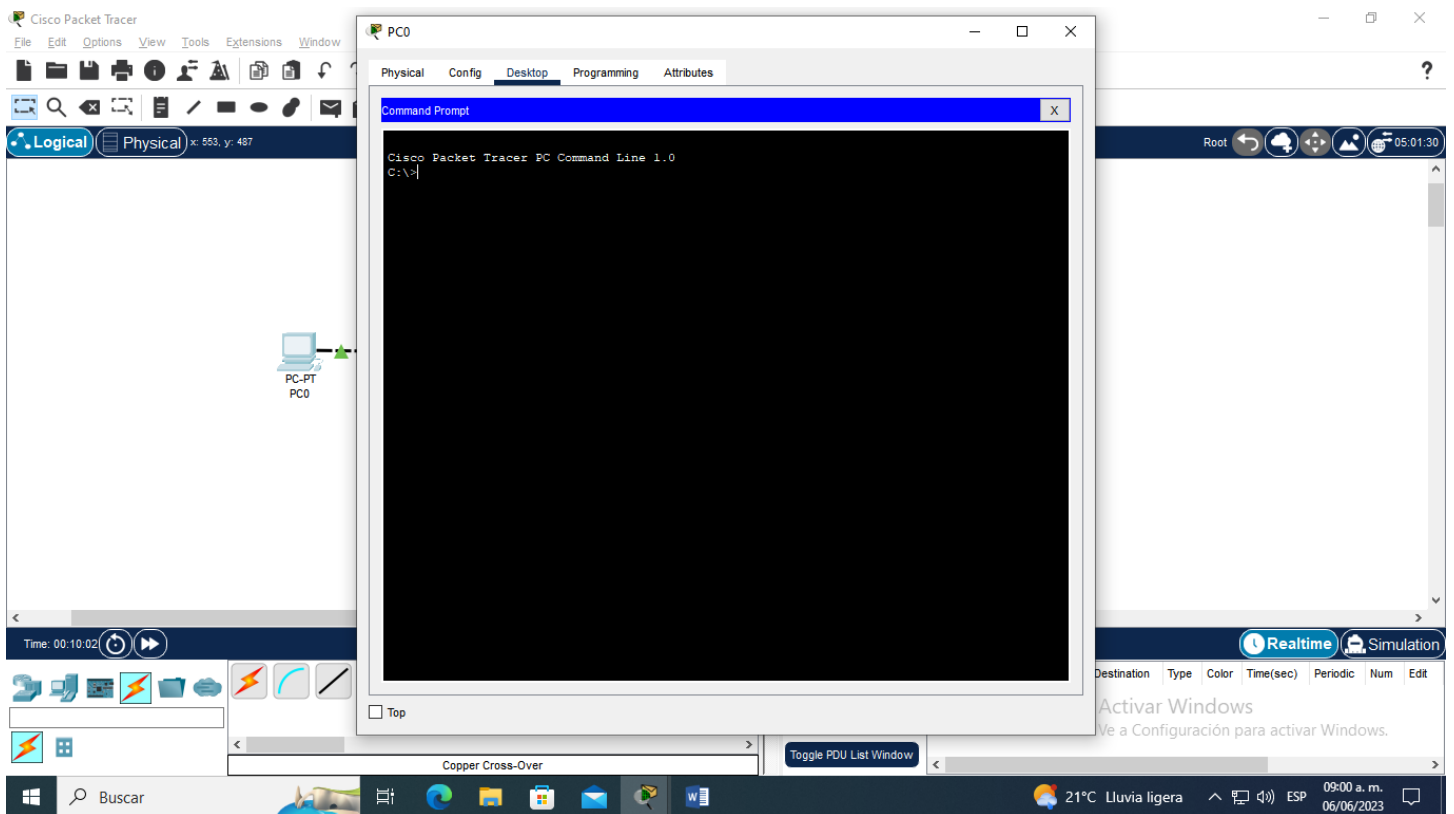 Cisco Packet Tracer
File Edit Options View Tools Extensions Window
?
Logical Physical x: 553, y: 487
Root 05:01:30
PC0
Physical Config Desktop Programming Attributes
Command Prompt
X
Cisco Packet Tracer PC Command Line 1.0
C:\>
PC-PT
PC0
Top
Time: 00:10:02
Realtime Simulation
Destination Type Color Time(sec) Periodic Num Edit
Activar Windows
Ve a Configuración para activar Windows.
Toggle PDU List Window
Copper Cross-Over
Buscar
21°C Lluvia ligera ESP
09:00 a. m.
06/06/2023